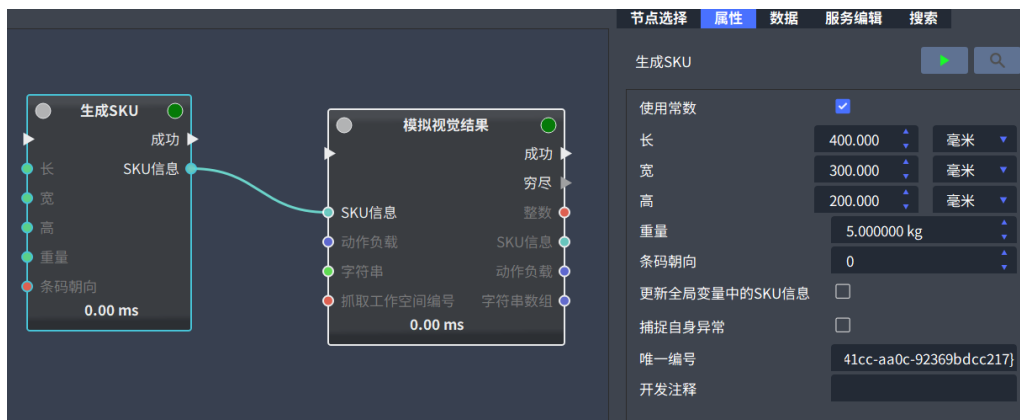 节点选择 属性 数据 服务编辑 搜索
生成SKU
成功
长 SKU信息
宽
高
重量
条码朝向
0.00 ms
模拟视觉结果
成功
穷尽
SKU信息 整数
动作负载 SKU信息
字符串 动作负载
抓取工作空间编号 字符串数组
0.00 ms
生成SKU
使用常数
长 400.000 毫米
宽 300.000 毫米
高 200.000 毫米
重量 5.000000 kg
条码朝向 0
更新全局变量中的SKU信息
捕捉自身异常
唯一编号 41cc-aa0c-92369bdcc217}
开发注释